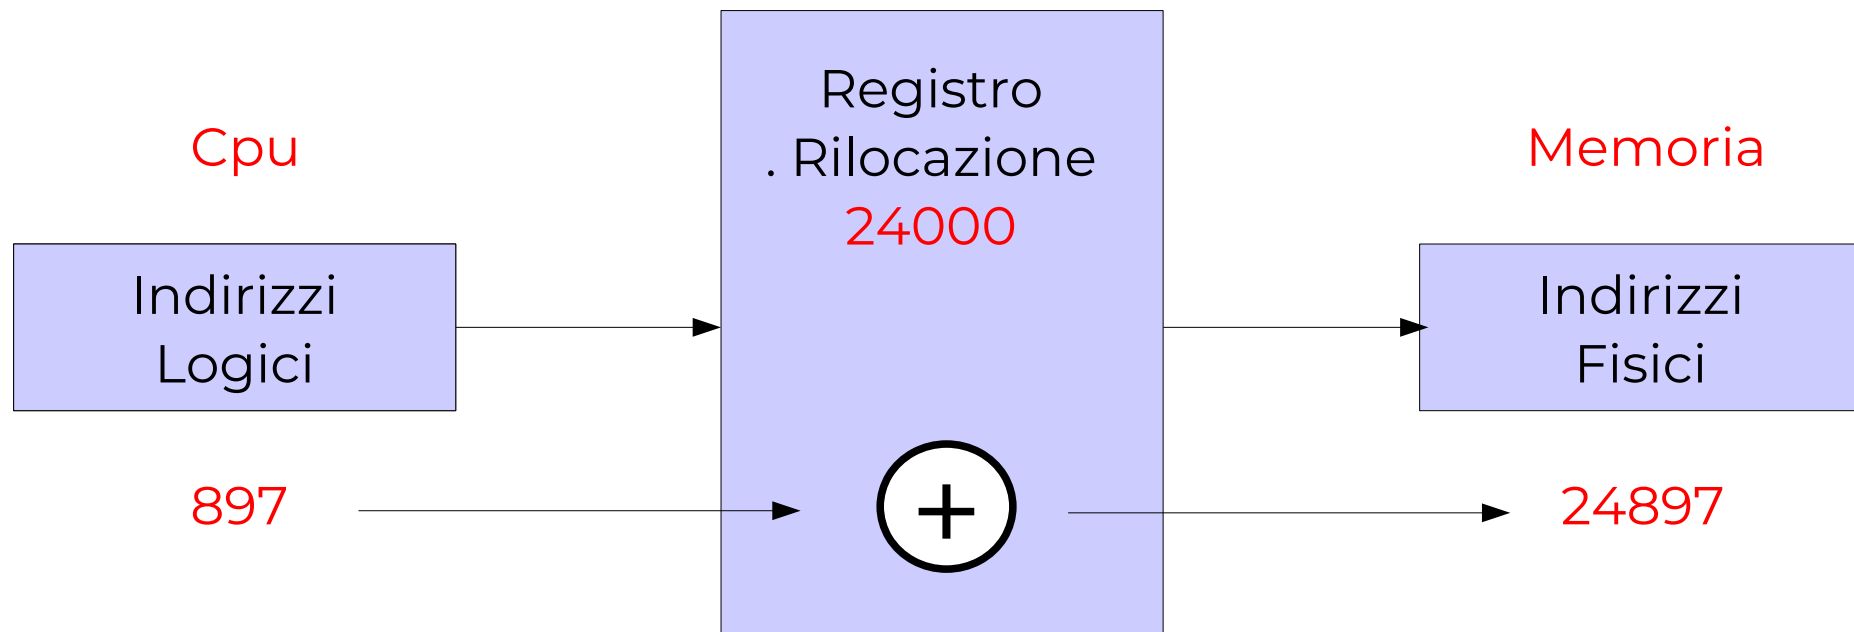 Cpu
Indirizzi
Logici
897
Registro
. Rilocazione
24000
+
Memoria
Indirizzi
Fisici
24897